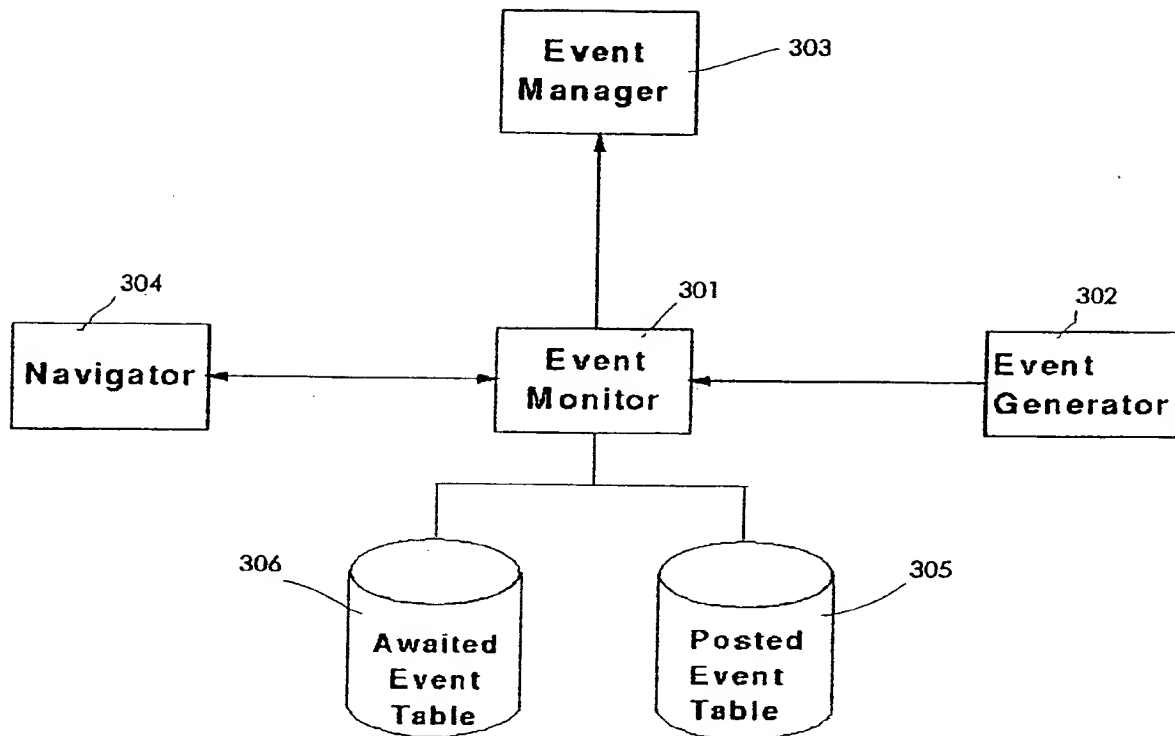 Event
Manager
303
304
Navigator
301
Event
Monitor
302
Event
Generator
306
Awaited
Event
Table
305
Posted
Event
Table